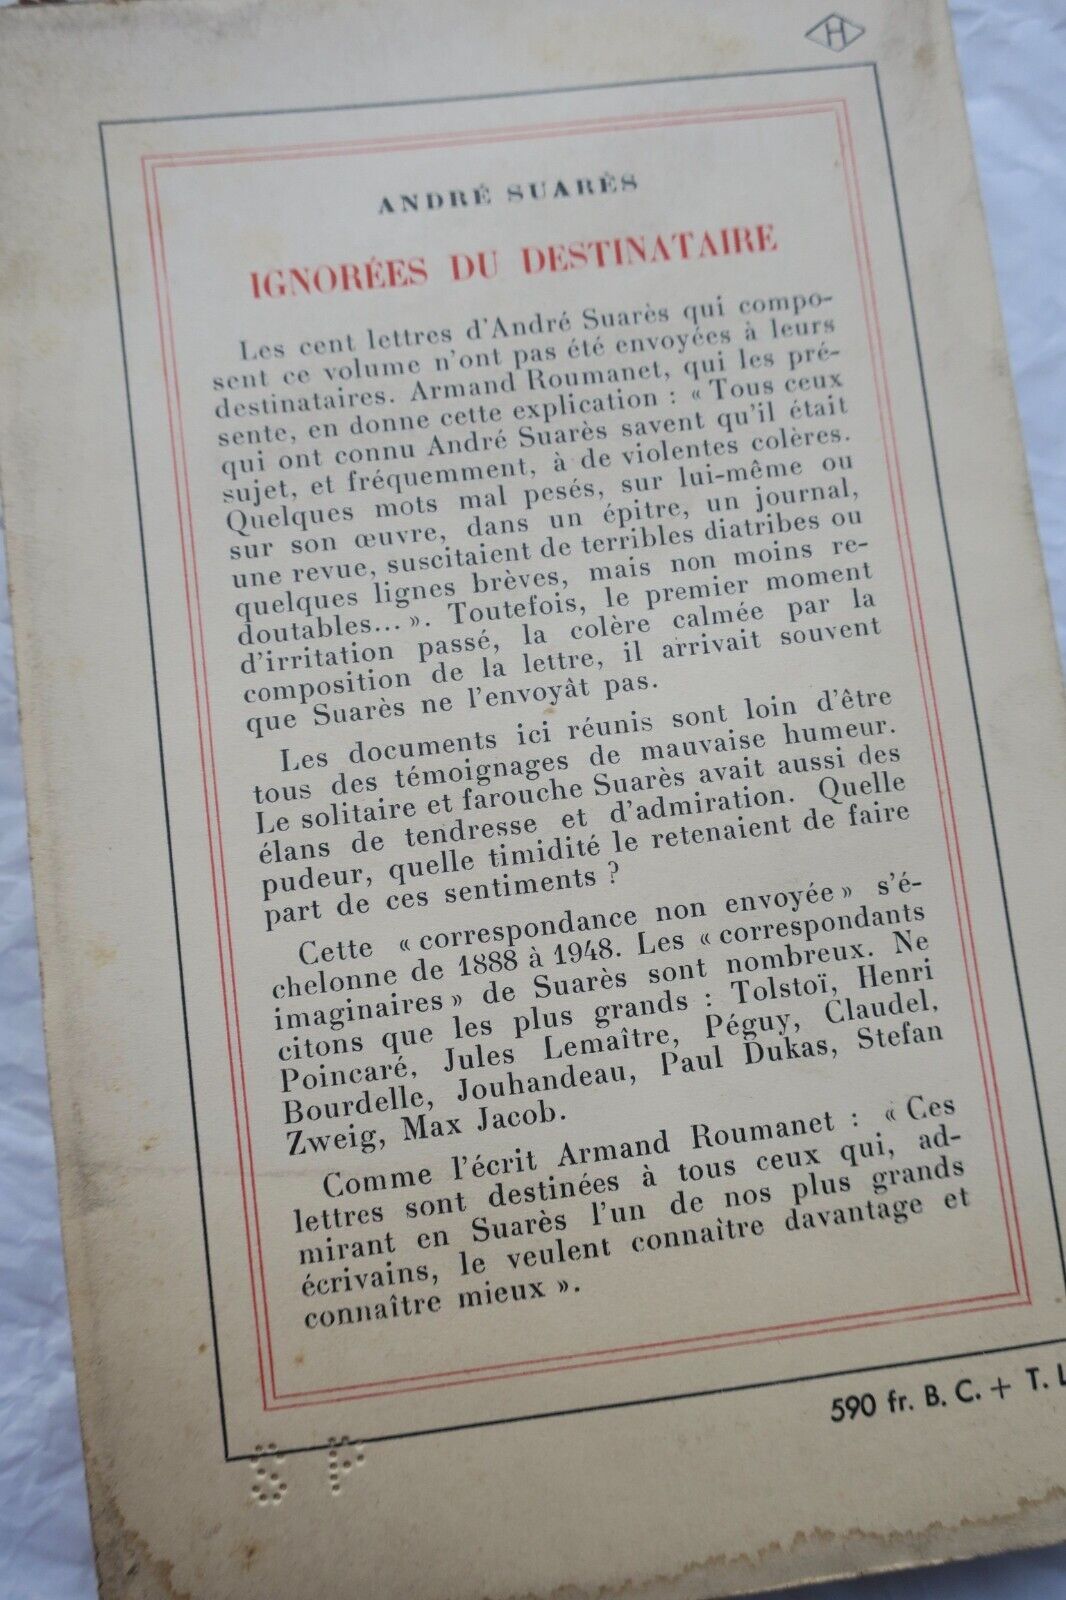 H
ANDRÉ SUARÈS
IGNORÉES DU DESTINATAIRE
Les cent lettres d'André Suarès qui compo-
sent ce volume n'ont pas été envoyées à leurs
destinataires. Armand Roumanet, qui les pré-
sente, en donne cette explication : « Tous ceux
qui ont connu André Suarès savent qu'il était
sujet, et fréquemment, à de violentes colères.
Quelques mots mal pesés, sur lui-même ou
sur son œuvre, dans un épitre, un journal,
une revue, suscitaient de terribles diatribes ou
quelques lignes brèves, mais non moins re-
doutables... ». Toutefois, le premier moment
d'irritation passé, la colère calmée par la
composition de la lettre, il arrivait souvent
que Suarès ne l'envoyât pas.
Les documents ici réunis sont loin d'être
tous des témoignages de mauvaise humeur.
Le solitaire et farouche Suarès avait aussi des
élans de tendresse et d'admiration. Quelle
pudeur, quelle timidité le retenaient de faire
part de ces sentiments ?
Cette « correspondance non envoyée » s'é-
chelonne de 1888 à 1948. Les « correspondants
imaginaires » de Suarès sont nombreux. Ne
citons que les plus grands : Tolstoï, Henri
Poincaré, Jules Lemaître, Péguy, Claudel,
Bourdelle, Jouhandeau, Paul Dukas, Stefan
Zweig, Max Jacob.
Comme l'écrit Armand Roumanet : « Ces
lettres sont destinées à tous ceux qui, ad-
mirant en Suarès l'un de nos plus grands
écrivains, le veulent connaître davantage et
connaître mieux ».
590 fr. B. C. + T. L
S P